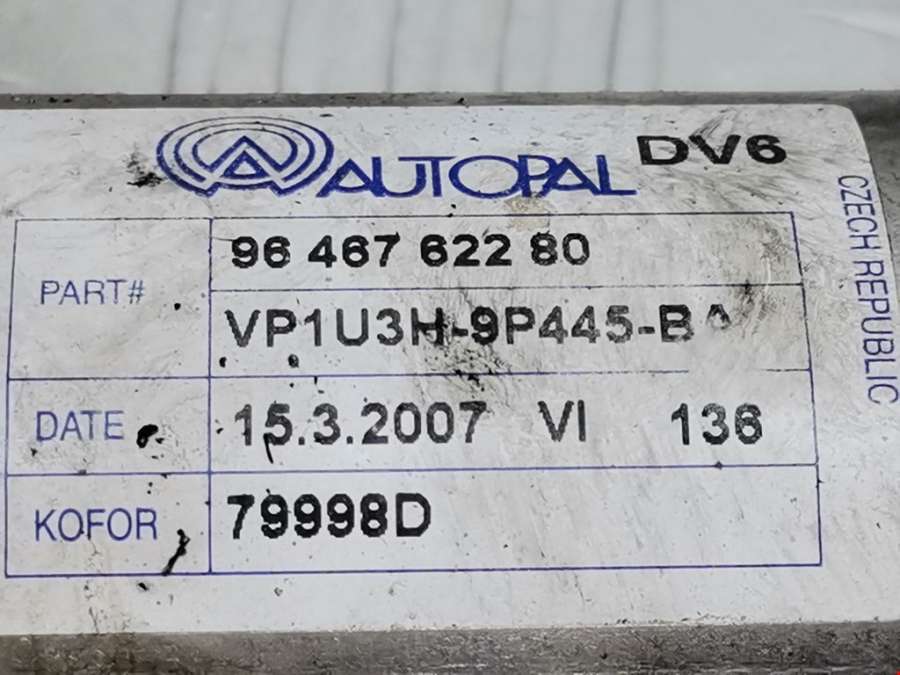 AUTOPAL DV6
CZECH REPUBLIC
PART#
96 467 622 80
VP1U3H-9P445-BA
DATE 15.3.2007 VI 136
KOFOR 79998D